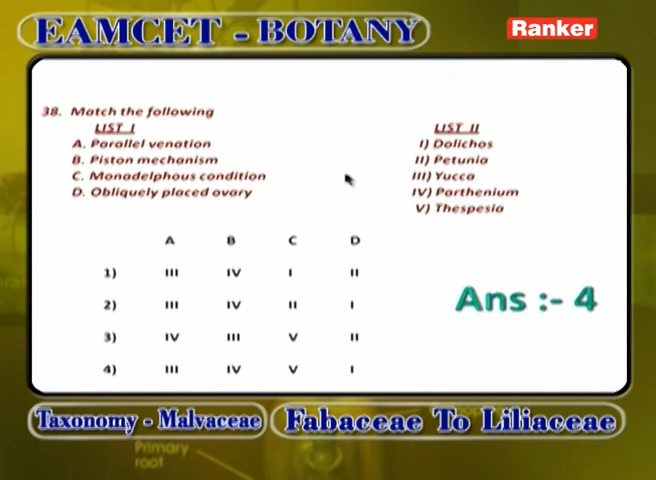 EAMCET - BOTANY
Ranker
38. Match the following
LIST I
LIST II
A. Parallel venation
I) Dolichos
B. Piston mechanism
II) Petunia
C. Monadelphous condition
III) Yucca
D. Obliquely placed ovary
IV) Parthenium
V) Thespesia
A B C D
1) III IV I II
2) III IV II I
3) IV III V II
4) III IV V I
Ans :- 4
Taxonomy - Malvaceae
Fabaceae To Liliaceae
Primary
root